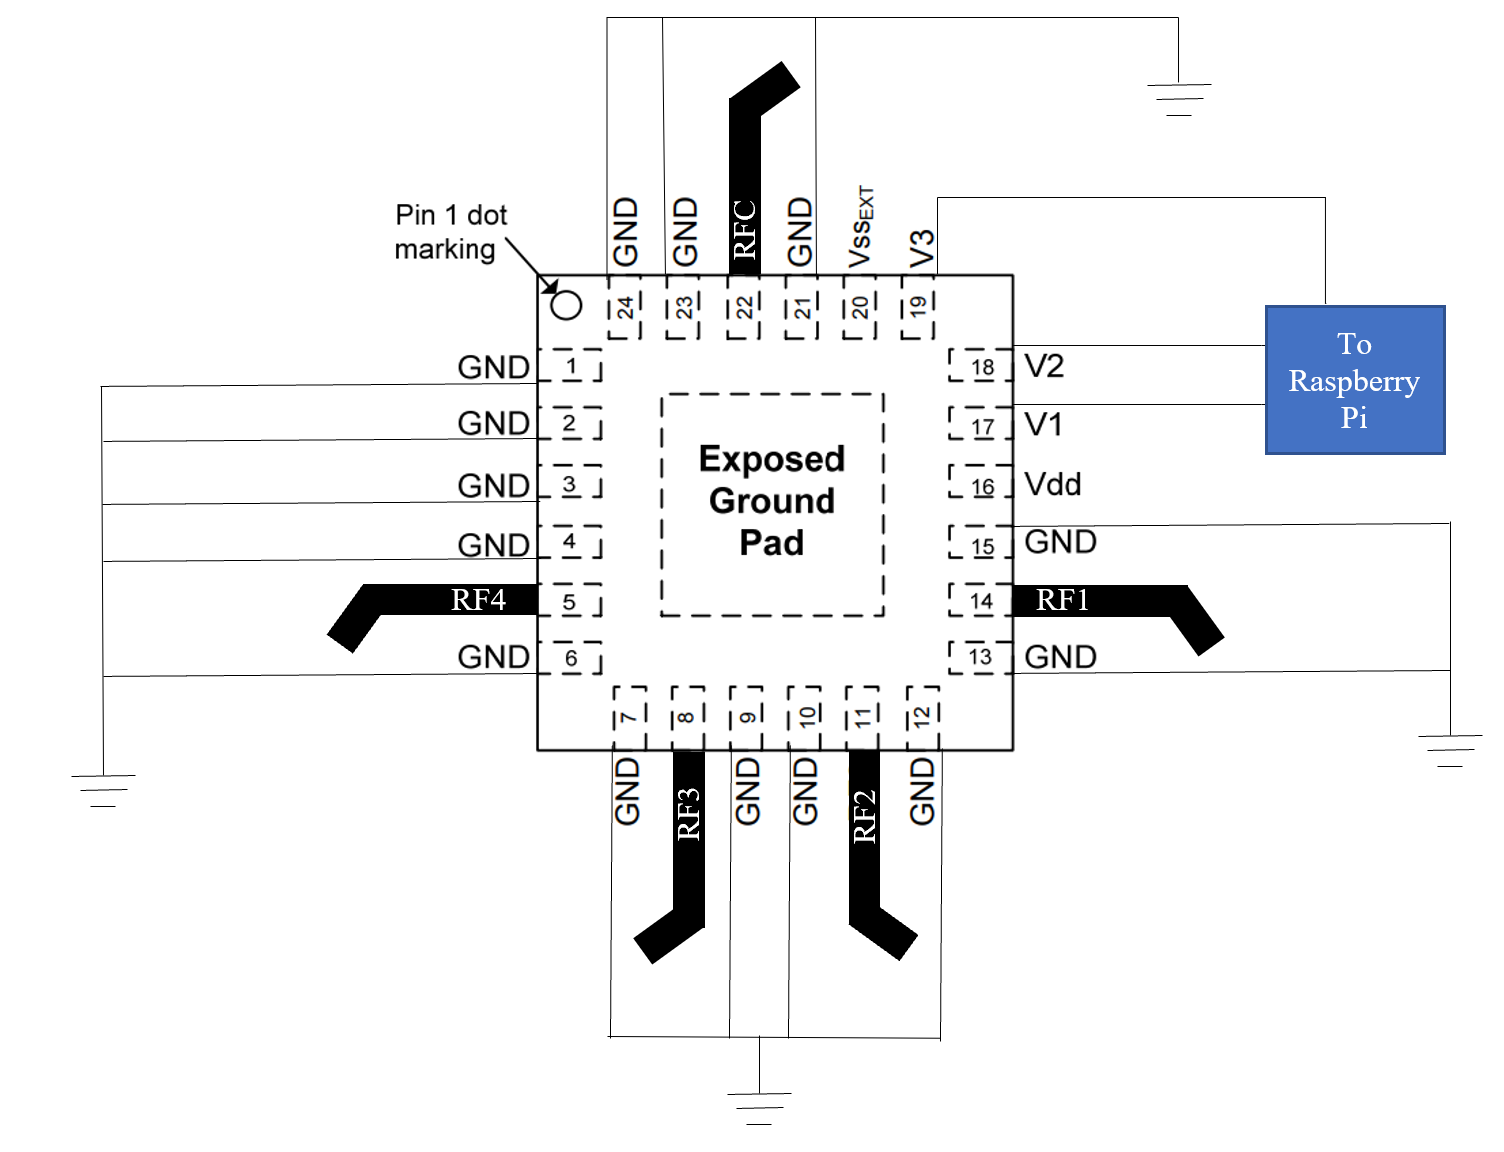 GND
GND
RFC
GND
VssEXT
V3
Pin 1 dot
marking
24
23
22
21
20
19
GND 1
GND 2
GND 3
GND 4
RF4 5
GND 6
18 V2
17 V1
16 Vdd
15 GND
14 RF1
13 GND
To
Raspberry
Pi
Exposed
Ground
Pad
7
8
9
10
11
12
GND
RF3
GND
GND
RF2
GND